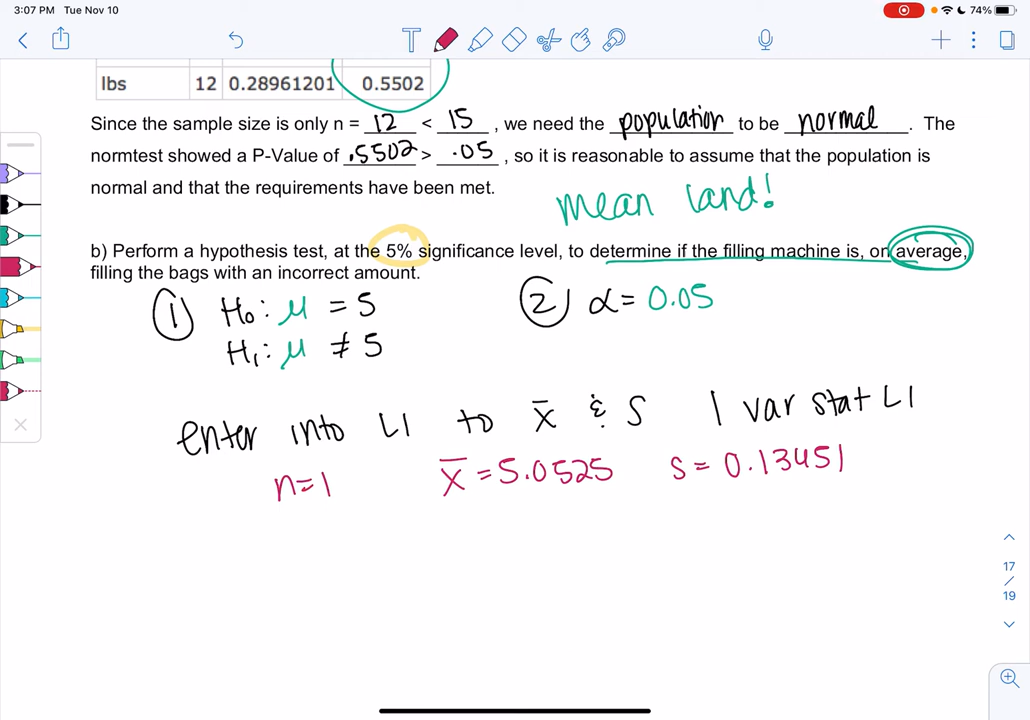 3:07 PM Tue Nov 10 74%
T
lbs 12 0.28961201 0.5502
Since the sample size is only n = 12 < 15, we need the population to be normal. The
normtest showed a P-Value of .5502 > .05, so it is reasonable to assume that the population is
normal and that the requirements have been met.
mean land!
b) Perform a hypothesis test, at the 5% significance level, to determine if the filling machine is, on average,
filling the bags with an incorrect amount.
1 H₀: μ = 5 2 α = 0.05
H₁: μ ≠ 5
enter into L1 to x̄ & S 1 var stat L1
n=1 x̄ = 5.0525 s = 0.13451
17
/
19